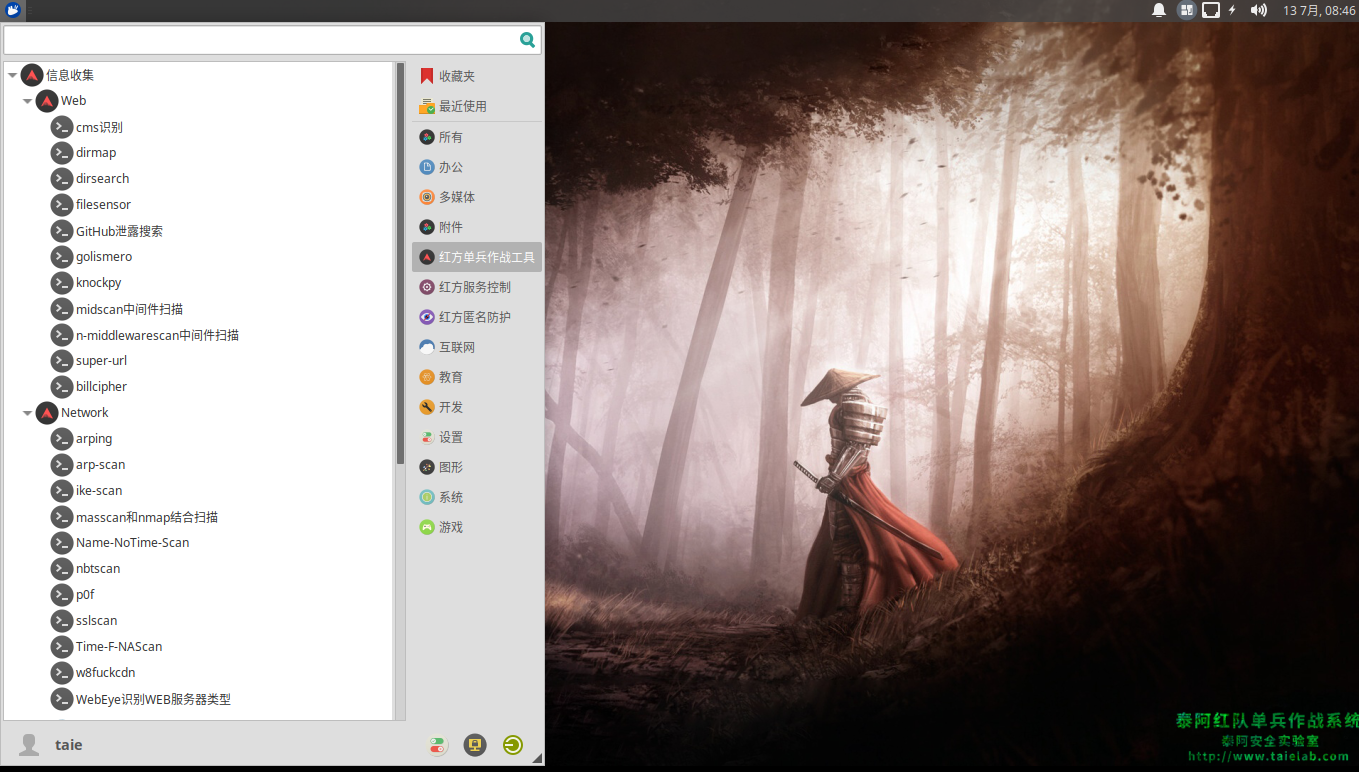 13 7月, 08:46
信息收集
Web
cms识别
dirmap
dirsearch
filesensor
GitHub泄露搜索
golismero
knockpy
midscan中间件扫描
n-middlewarescan中间件扫描
super-url
billcipher
Network
arping
arp-scan
ike-scan
masscan和nmap结合扫描
Name-NoTime-Scan
nbtscan
p0f
sslscan
Time-F-NAScan
w8fuckcdn
WebEye识别WEB服务器类型
收藏夹
最近使用
所有
办公
多媒体
附件
红方单兵作战工具
红方服务控制
红方匿名防护
互联网
教育
开发
设置
图形
系统
游戏
taie
泰阿红队单兵作战系统
泰阿安全实验室
http://www.taielab.com